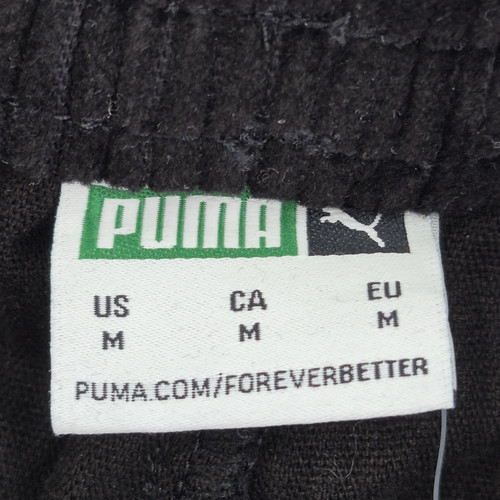 PUMA
US CA EU
M M M
PUMA.COM/FOREVERBETTER